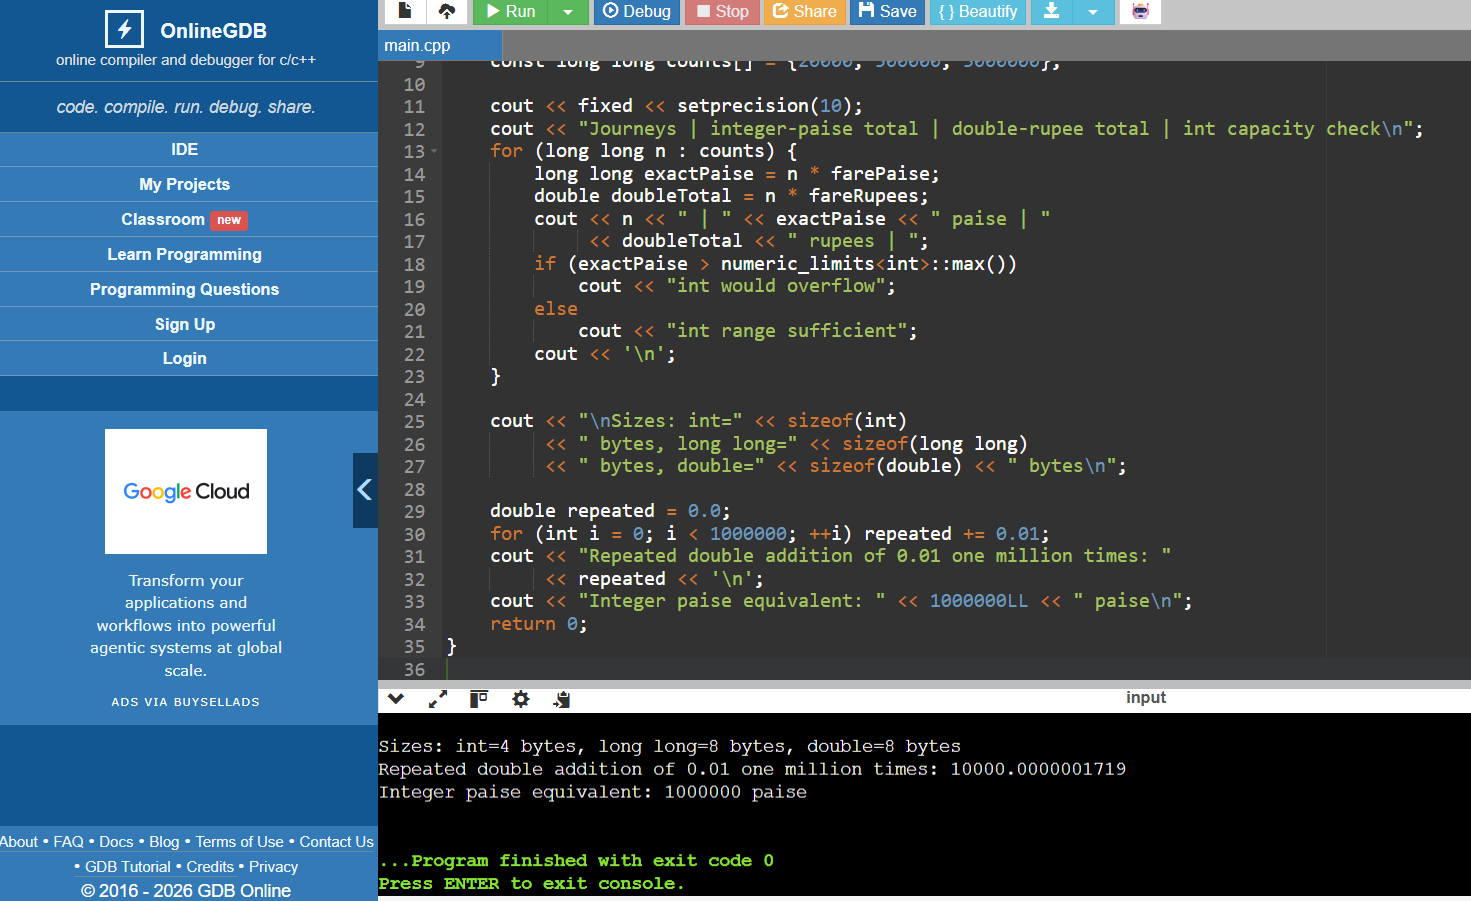 OnlineGDB
online compiler and debugger for c/c++
code. compile. run. debug. share.
IDE
My Projects
Classroom new
Learn Programming
Programming Questions
Sign Up
Login
Google Cloud
Transform your
applications and
workflows into powerful
agentic systems at global
scale.
ADS VIA BUYSELLADS
About • FAQ • Docs • Blog • Terms of Use • Contact Us
• GDB Tutorial • Credits • Privacy
© 2016 - 2026 GDB Online
Run Debug Stop Share Save { } Beautify
main.cpp
9 const long long counts[] = {20000, 500000, 5000000};
10
11 cout << fixed << setprecision(10);
12 cout << "Journeys | integer-paise total | double-rupee total | int capacity check\n";
13 for (long long n : counts) {
14 long long exactPaise = n * farePaise;
15 double doubleTotal = n * fareRupees;
16 cout << n << " | " << exactPaise << " paise | "
17 << doubleTotal << " rupees | ";
18 if (exactPaise > numeric_limits<int>::max())
19 cout << "int would overflow";
20 else
21 cout << "int range sufficient";
22 cout << '\n';
23 }
24
25 cout << "\nSizes: int=" << sizeof(int)
26 << " bytes, long long=" << sizeof(long long)
27 << " bytes, double=" << sizeof(double) << " bytes\n";
28
29 double repeated = 0.0;
30 for (int i = 0; i < 1000000; ++i) repeated += 0.01;
31 cout << "Repeated double addition of 0.01 one million times: "
32 << repeated << '\n';
33 cout << "Integer paise equivalent: " << 1000000LL << " paise\n";
34 return 0;
35 }
36
input
Sizes: int=4 bytes, long long=8 bytes, double=8 bytes
Repeated double addition of 0.01 one million times: 10000.0000001719
Integer paise equivalent: 1000000 paise
...Program finished with exit code 0
Press ENTER to exit console.